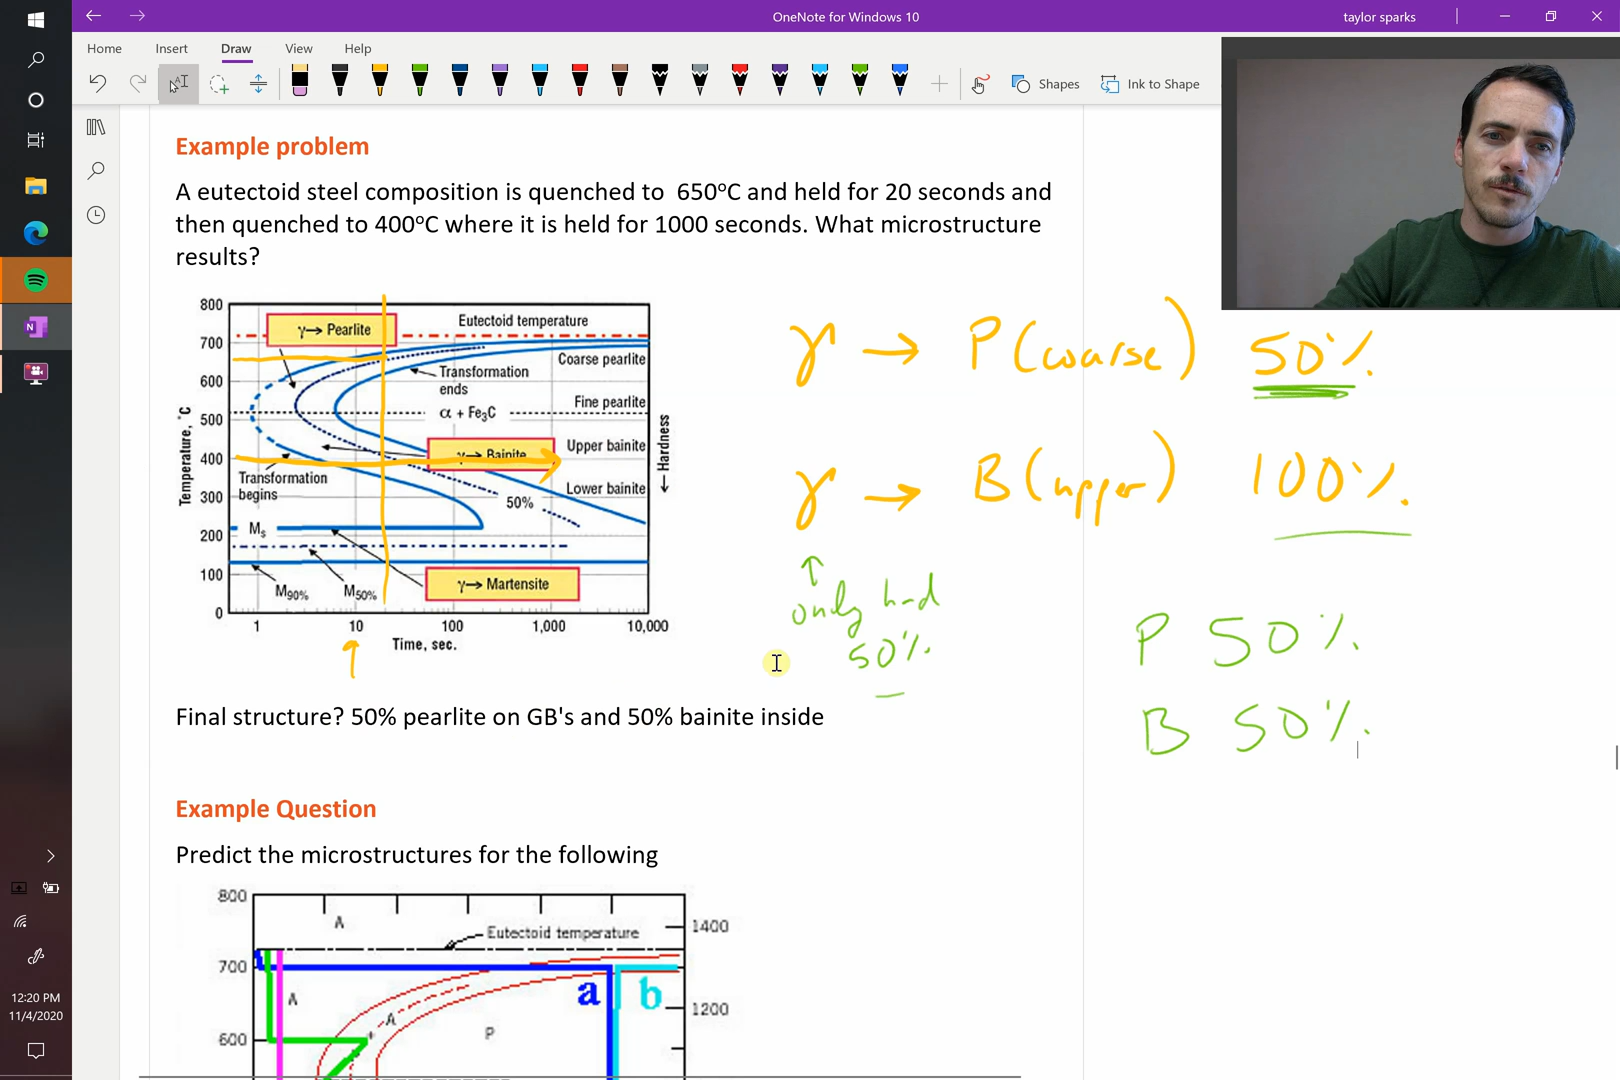 OneNote for Windows 10
taylor sparks
Home Insert Draw View Help
Shapes
Ink to Shape
Example problem
A eutectoid steel composition is quenched to 650°C and held for 20 seconds and
then quenched to 400°C where it is held for 1000 seconds. What microstructure
results?
800
700
600
500
400
300
200
100
0
Temperature, °C
γ→ Pearlite
Eutectoid temperature
Coarse pearlite
Transformation
ends
Fine pearlite
α + Fe₃C
Upper bainite
γ→ Bainite
Transformation
begins
Lower bainite
50%
Mₛ
γ→ Martensite
M90%
M50%
← Hardness
1 10 100 1,000 10,000
Time, sec.
γ → P (coarse) 50%
γ → B (upper) 100%.
↑
only had
50%.
P 50%.
B 50%.
Final structure? 50% pearlite on GB's and 50% bainite inside
Example Question
Predict the microstructures for the following
800
A
Eutectoid temperature
1400
700
a
b
A
A
1200
P
600
12:20 PM
11/4/2020